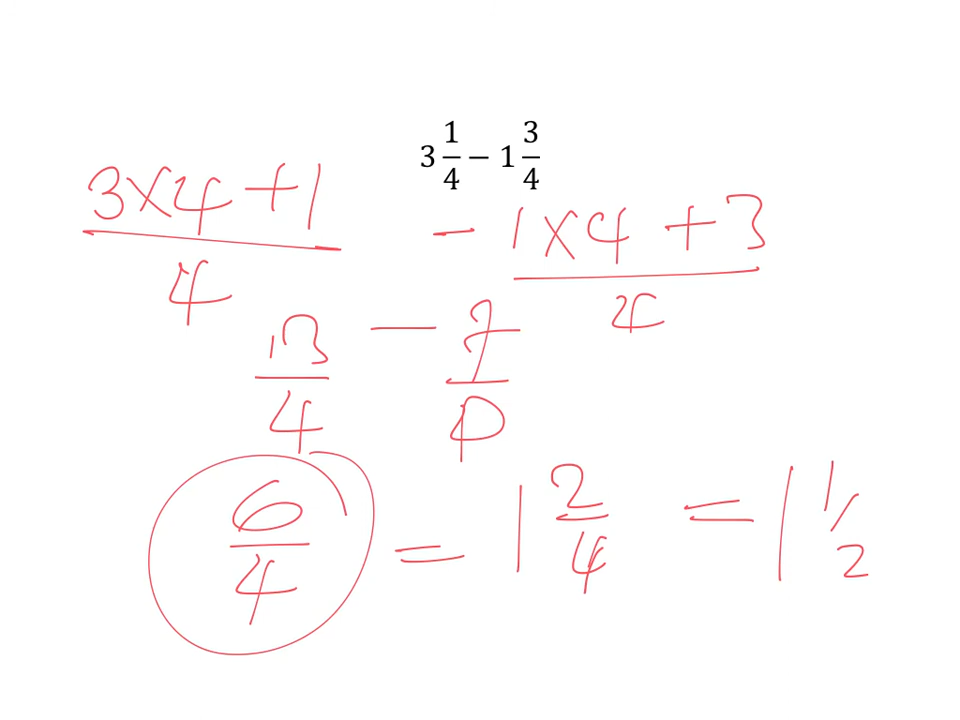 3 1/4 − 1 3/4
(3×4+1)/4 − (1×4+3)/4
13/4 − 7/4
6/4 = 1 2/4 = 1 1/2